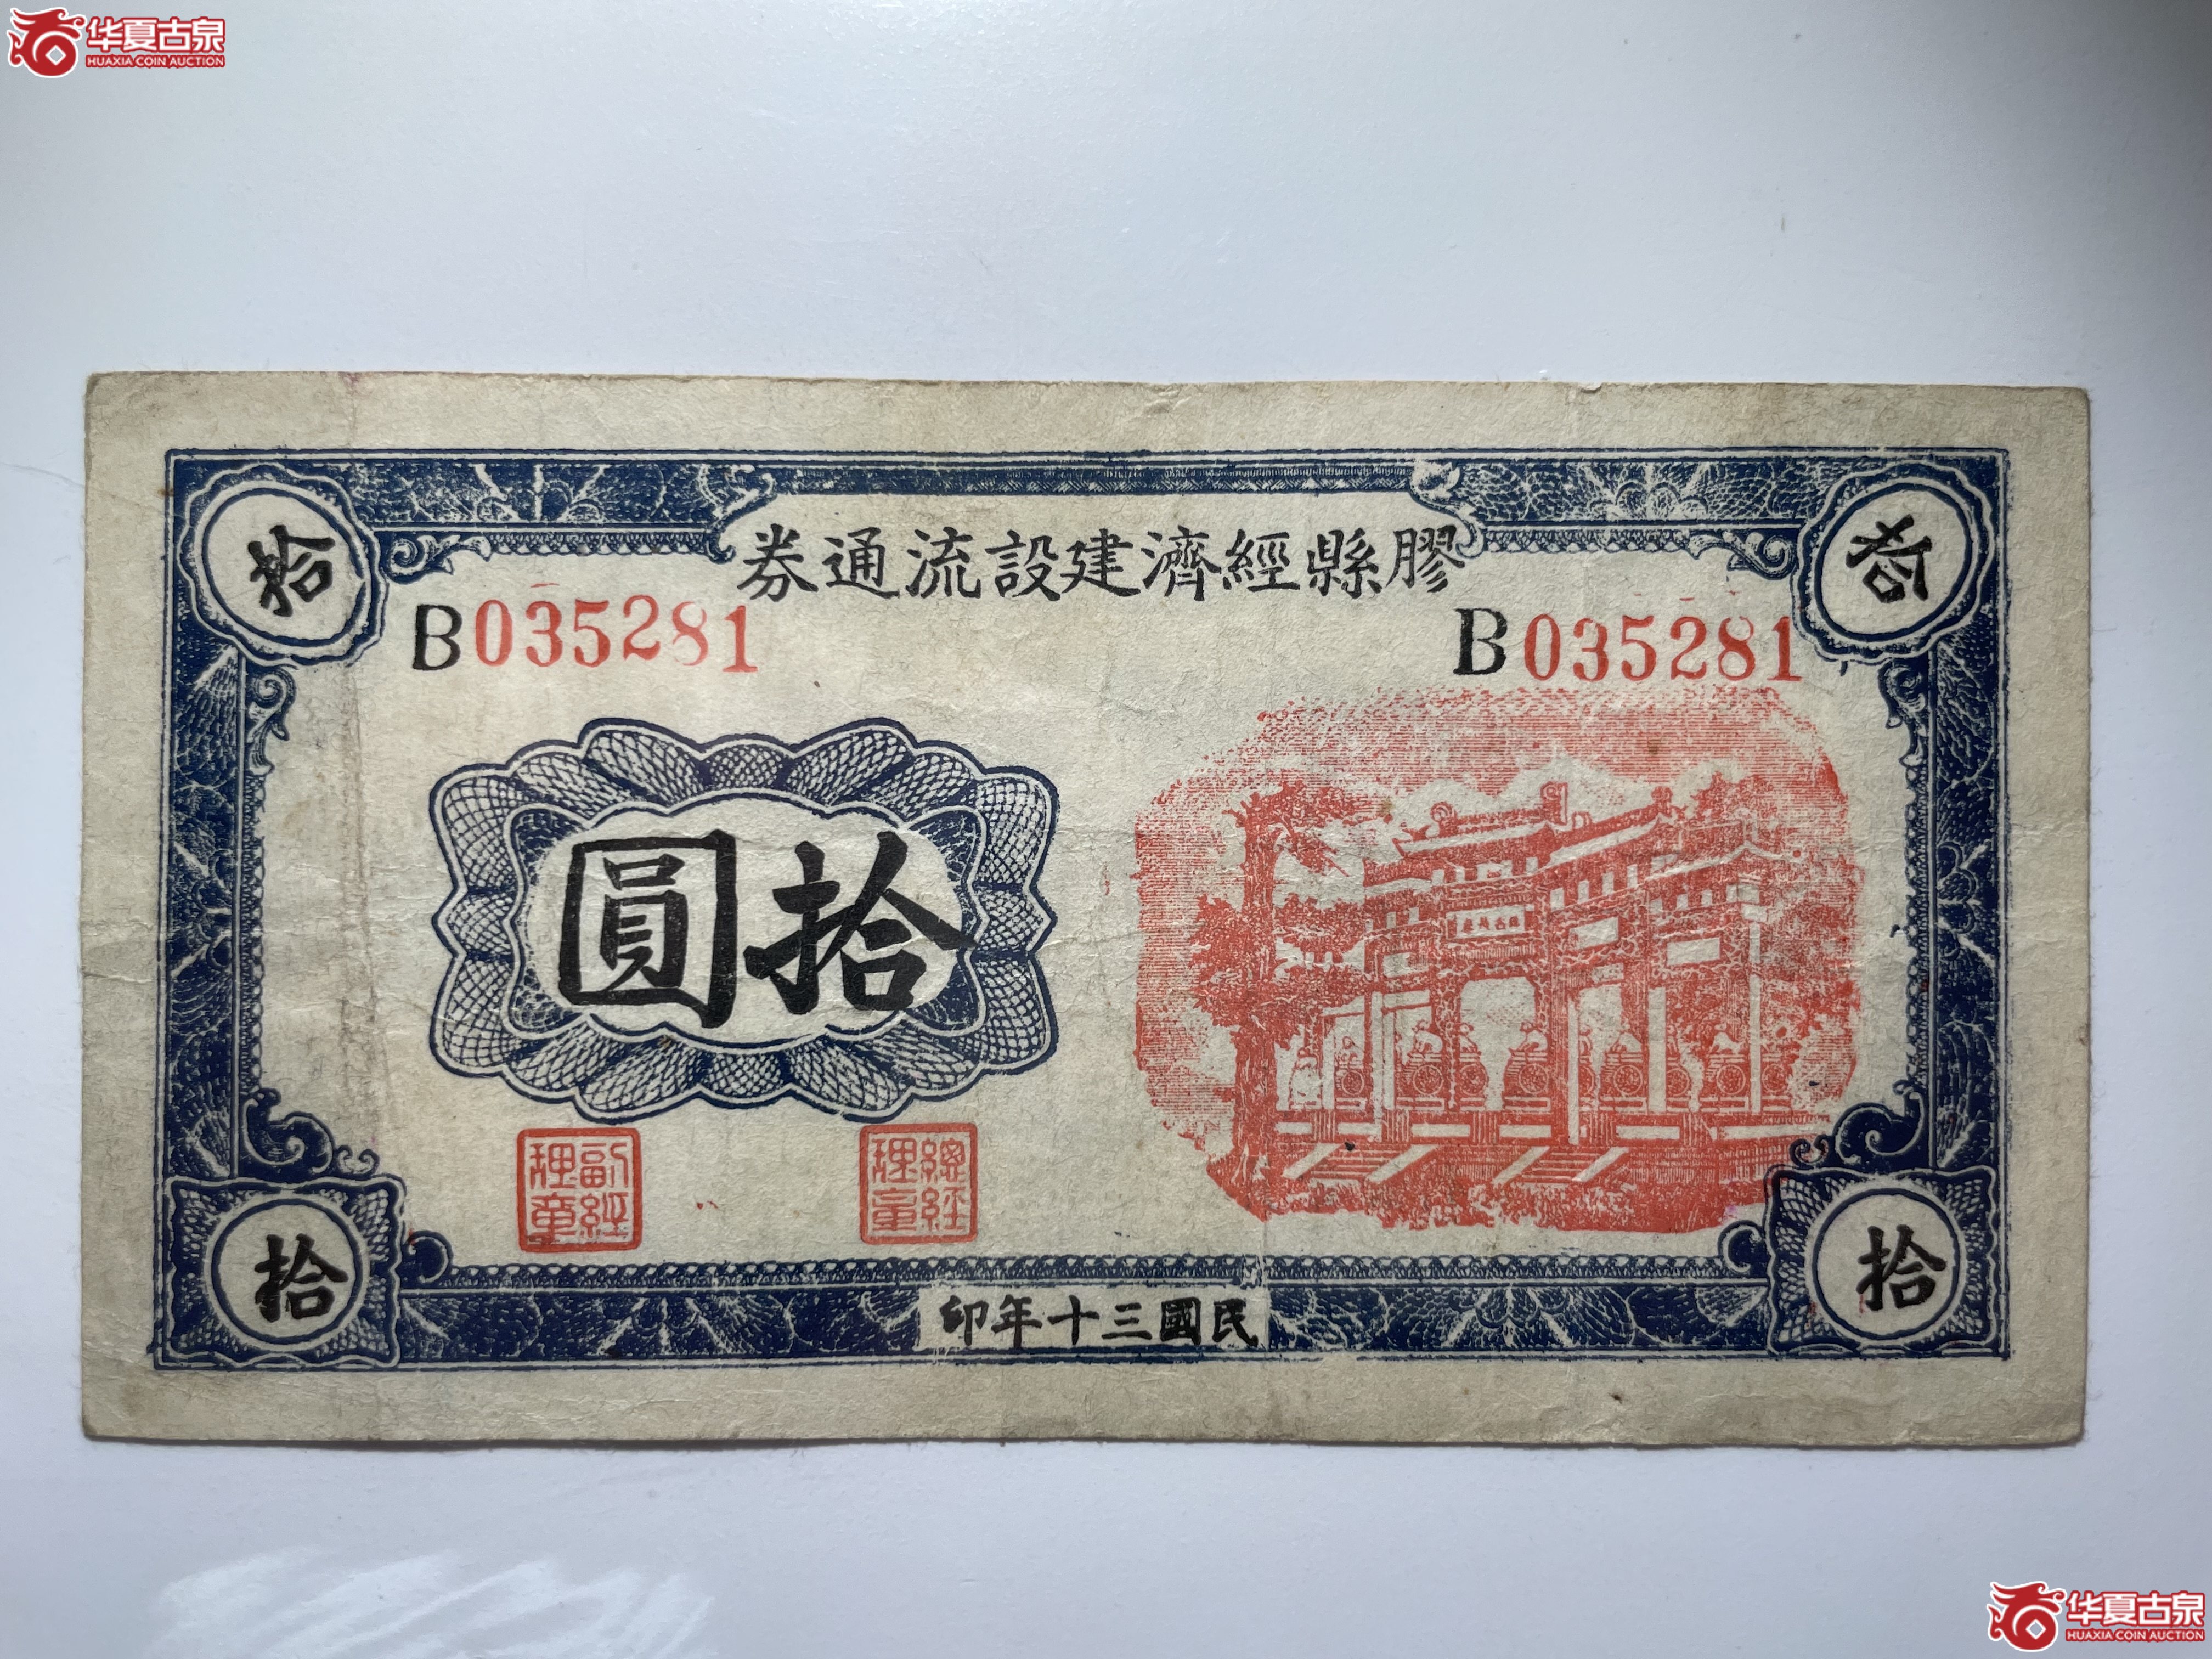 华夏古泉
HUAXIA COIN AUCTION
拾
拾
膠縣經濟建設流通券
B035281
B035281
拾圓
副經理章
總經理章
拾
拾
民國三十年印
华夏古泉
HUAXIA COIN AUCTION